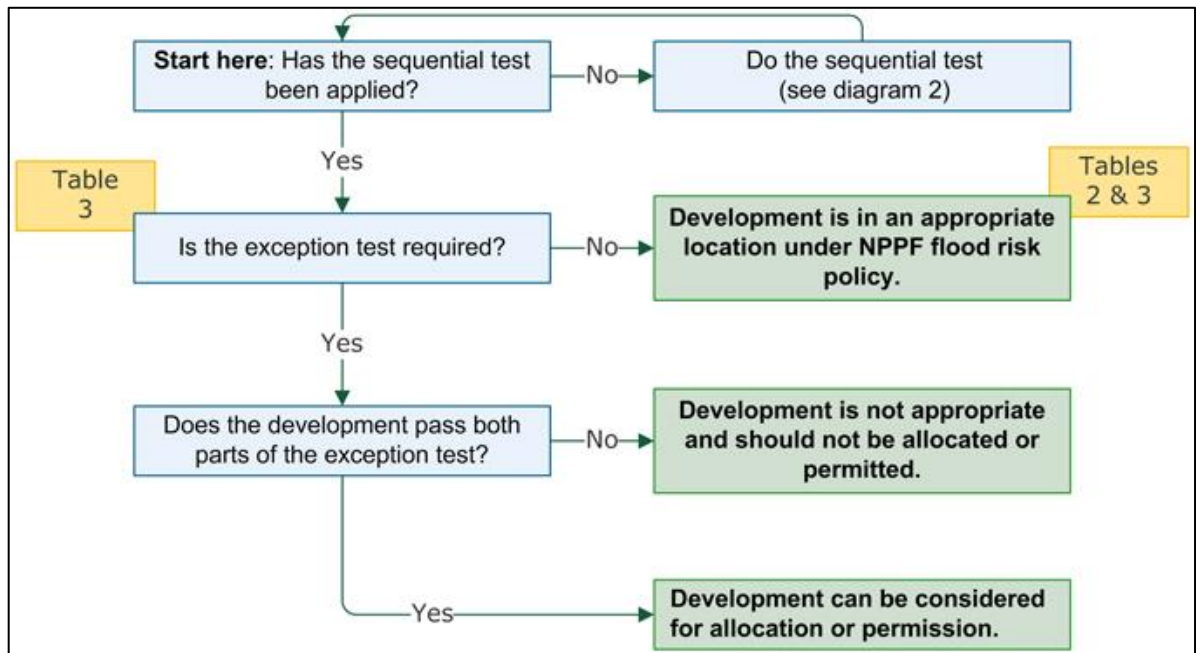 Start here: Has the sequential test
been applied?
No
Do the sequential test
(see diagram 2)
Yes
Table
3
Tables
2 & 3
Is the exception test required?
No
Development is in an appropriate
location under NPPF flood risk
policy.
Yes
Does the development pass both
parts of the exception test?
No
Development is not appropriate
and should not be allocated or
permitted.
Yes
Development can be considered
for allocation or permission.